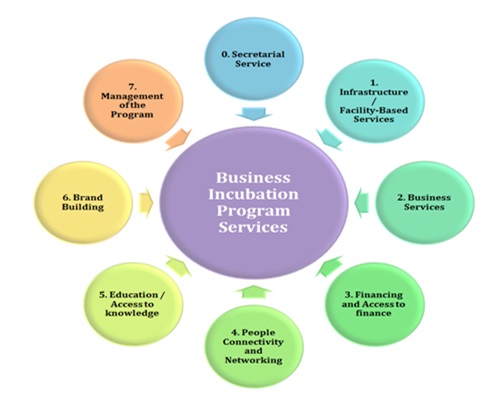 0. Secretarial
Service
1.
Infrastructure
/
Facility-Based
Services
2. Business
Services
3. Financing
and Access to
finance
4. People
Connectivity
and
Networking
5. Education /
Access to
knowledge
6. Brand
Building
7.
Management
of the
Program
Business
Incubation
Program
Services